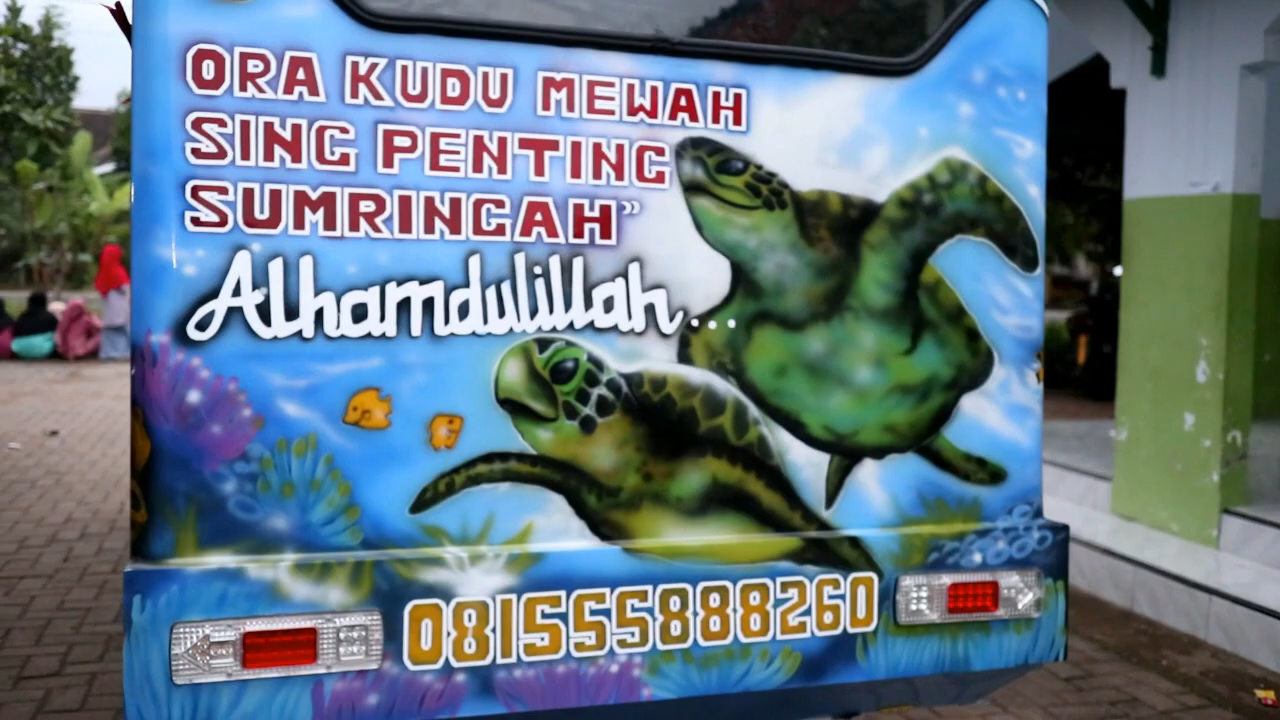 ORA KUDU MEWAH
SING PENTING
SUMRINGAH”
Alhamdulillah...
081555888260